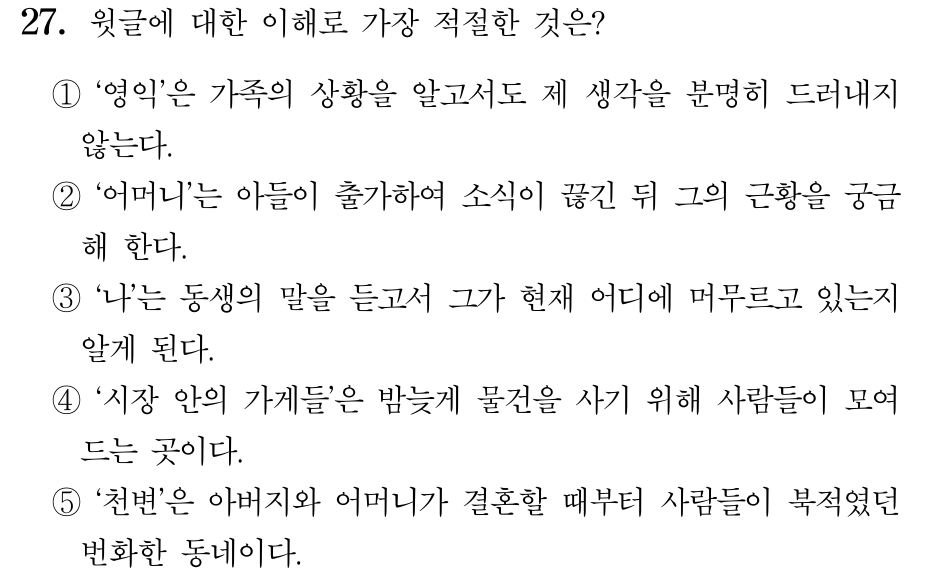 27. 윗글에 대한 이해로 가장 적절한 것은?
① ‘영익’은 가족의 상황을 알고서도 제 생각을 분명히 드러내지
않는다.
② ‘어머니’는 아들이 출가하여 소식이 끊긴 뒤 그의 근황을 궁금
해 한다.
③ ‘나’는 동생의 말을 듣고서 그가 현재 어디에 머무르고 있는지
알게 된다.
④ ‘시장 안의 가게들’은 밤늦게 물건을 사기 위해 사람들이 모여
드는 곳이다.
⑤ ‘천변’은 아버지와 어머니가 결혼할 때부터 사람들이 북적였던
번화한 동네이다.